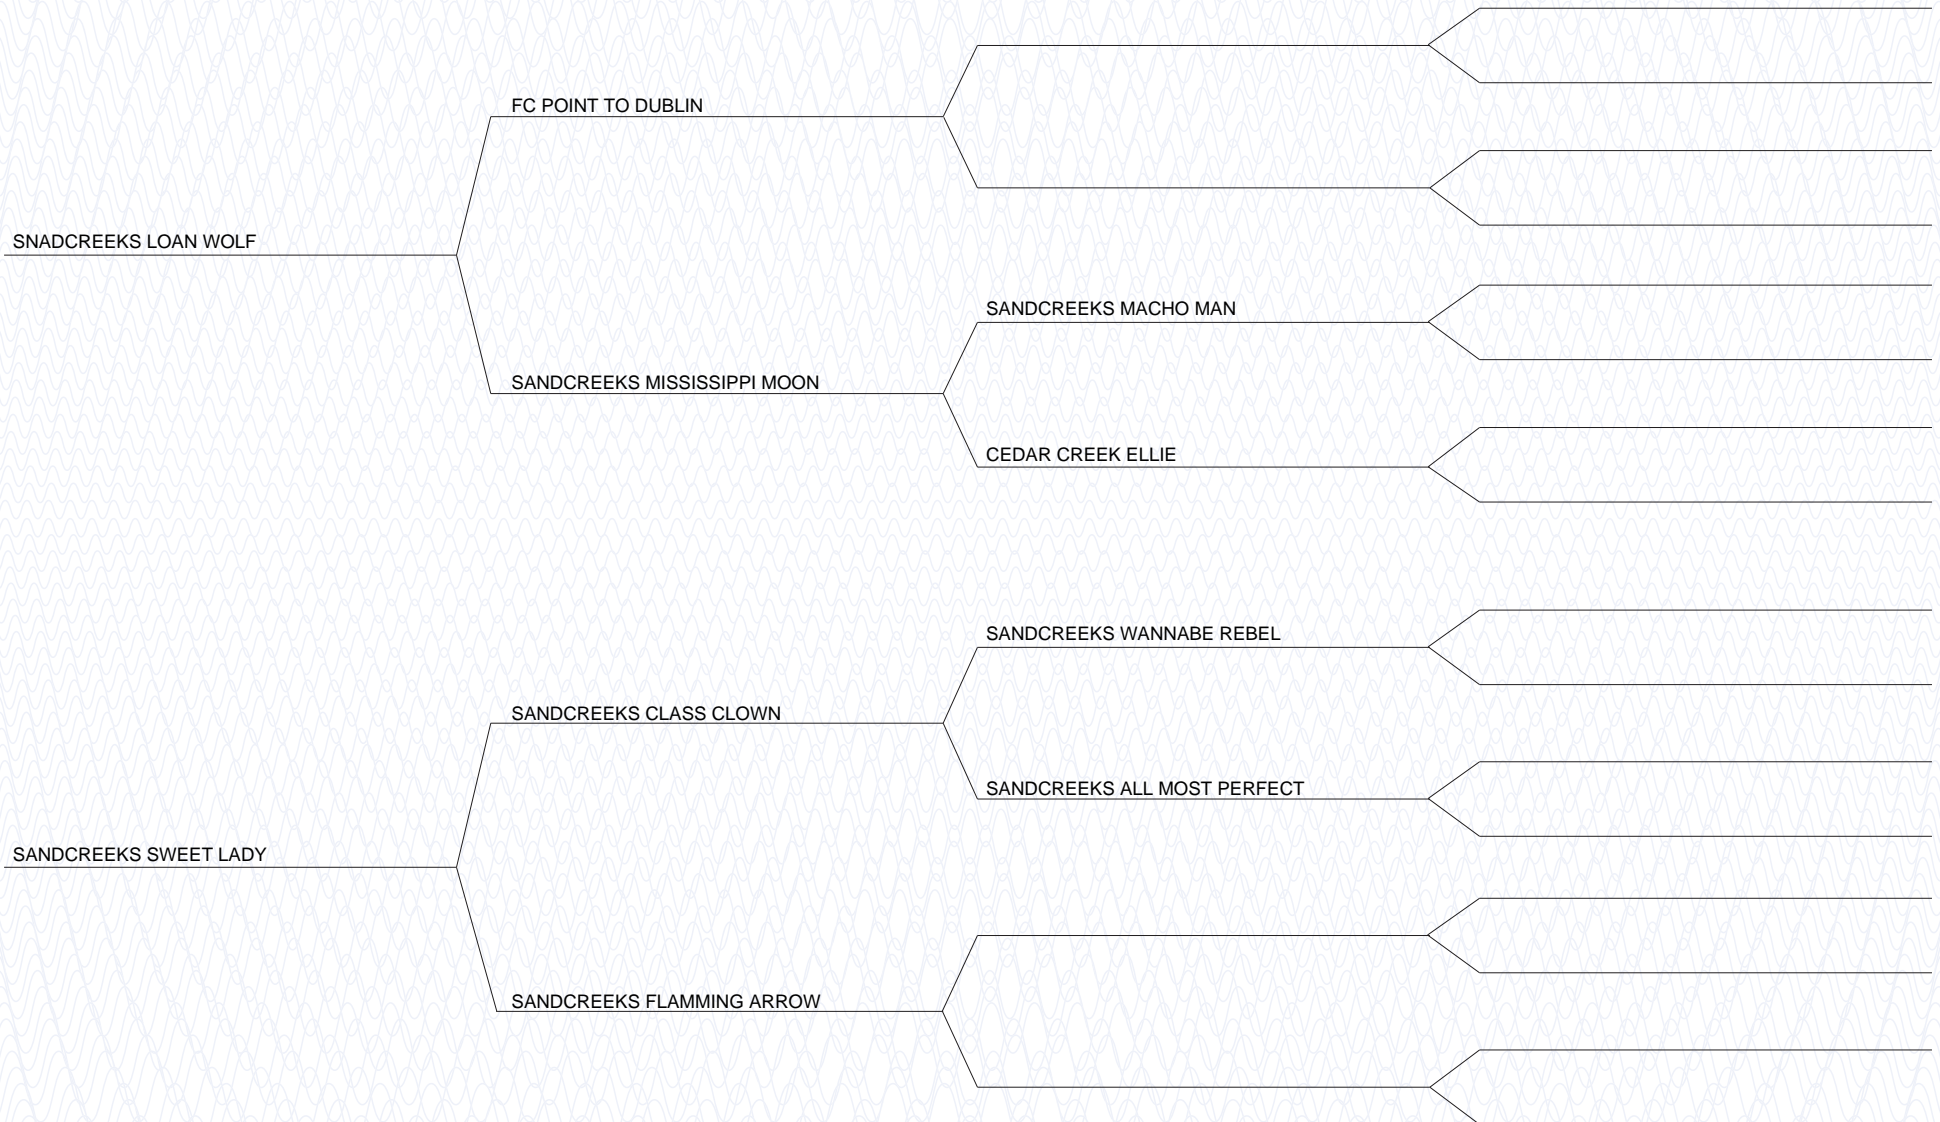 FC POINT TO DUBLIN
SNADCREEKS LOAN WOLF
SANDCREEKS MACHO MAN
SANDCREEKS MISSISSIPPI MOON
CEDAR CREEK ELLIE
SANDCREEKS WANNABE REBEL
SANDCREEKS CLASS CLOWN
SANDCREEKS ALL MOST PERFECT
SANDCREEKS SWEET LADY
SANDCREEKS FLAMMING ARROW